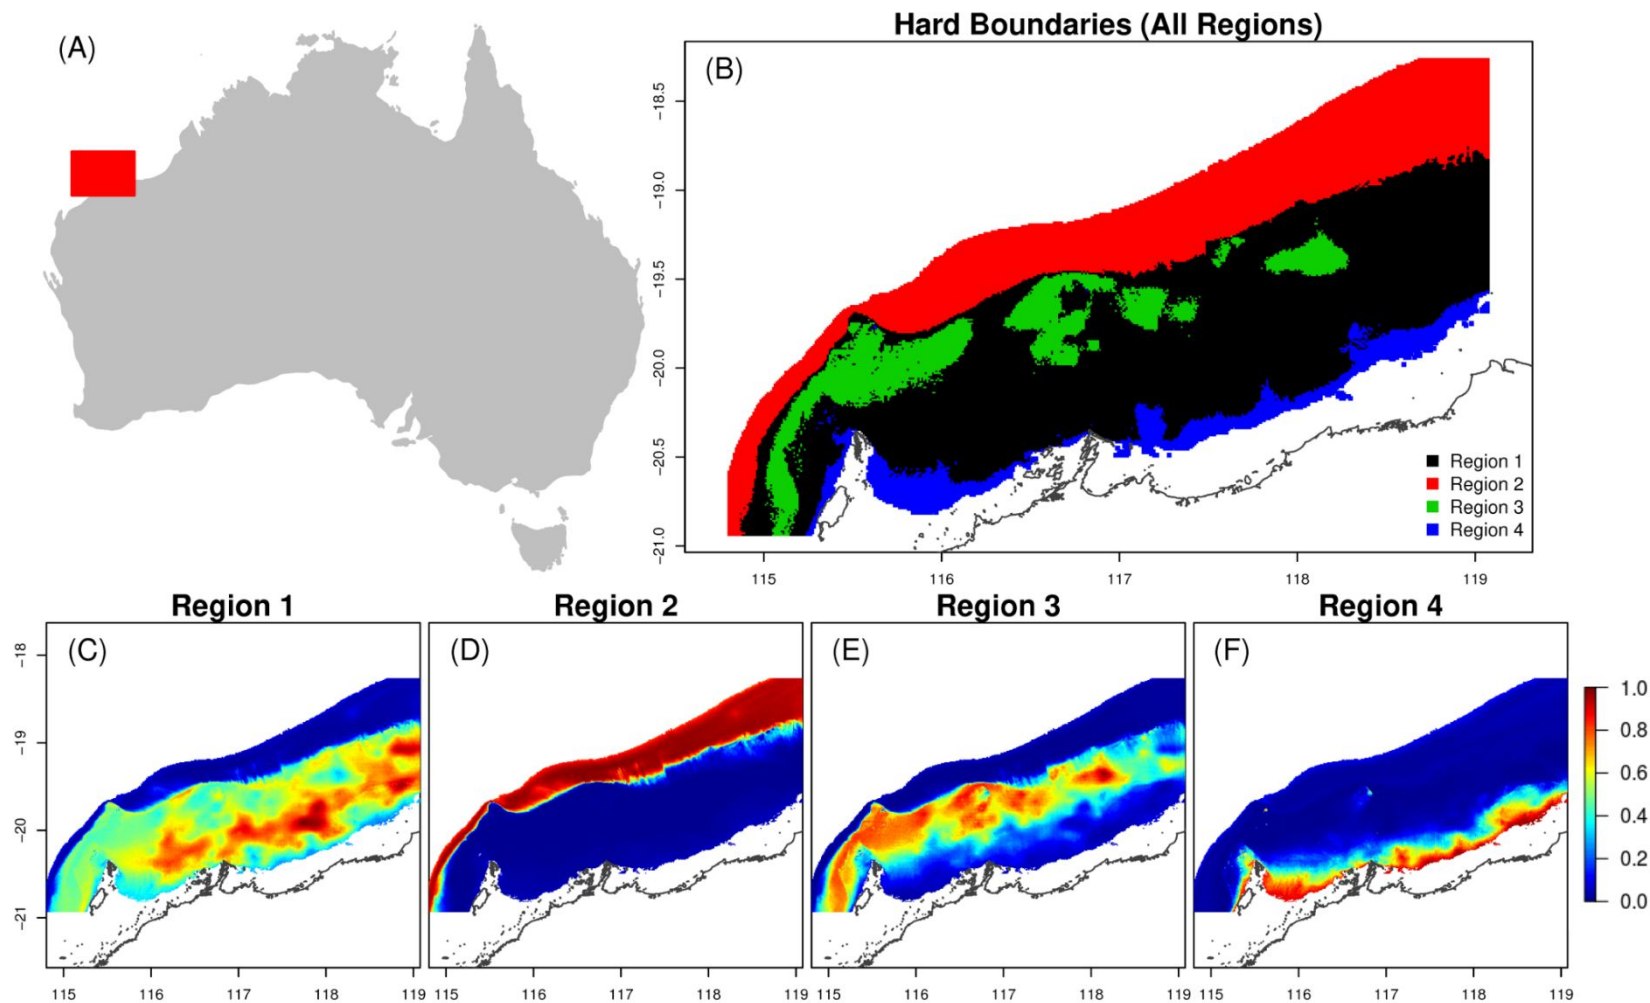 (A)
Hard Boundaries (All Regions)
(B)
-18.5
-19.0
-19.5
-20.0
-20.5
-21.0
115
116
117
118
119
Region 1
Region 2
Region 3
Region 4
Region 1
Region 2
Region 3
Region 4
(C)
(D)
(E)
(F)
-18
-19
-20
-21
115 116 117 118 119
115 116 117 118 119
115 116 117 118 119
115 116 117 118 119
1.0
0.8
0.6
0.4
0.2
0.0